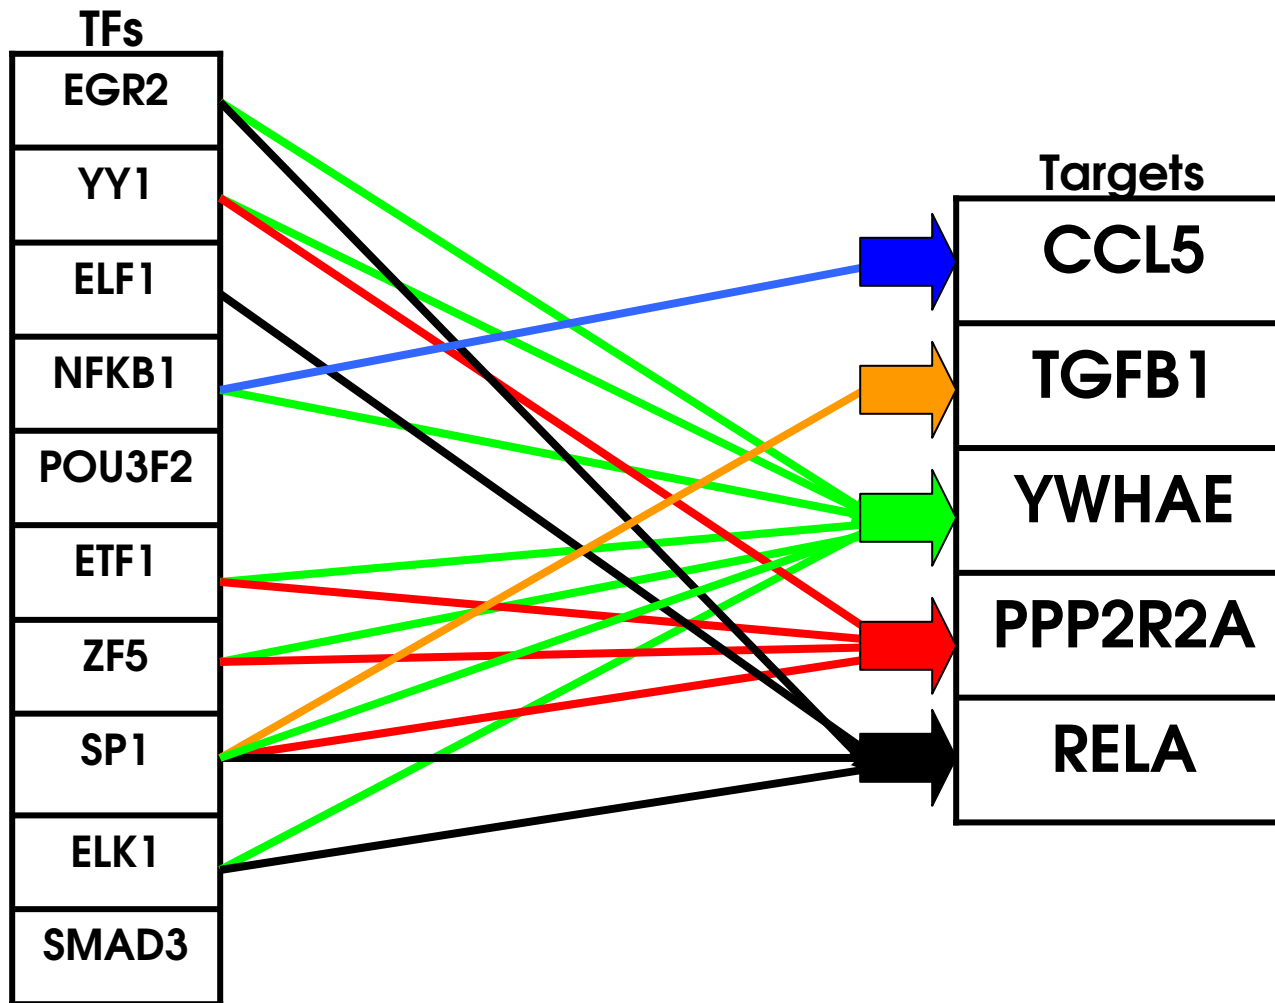 TFs
EGR2
YY1
ELF1
NFKB1
POU3F2
ETF1
ZF5
SP1
ELK1
SMAD3
Targets
CCL5
TGFB1
YWHAE
PPP2R2A
RELA